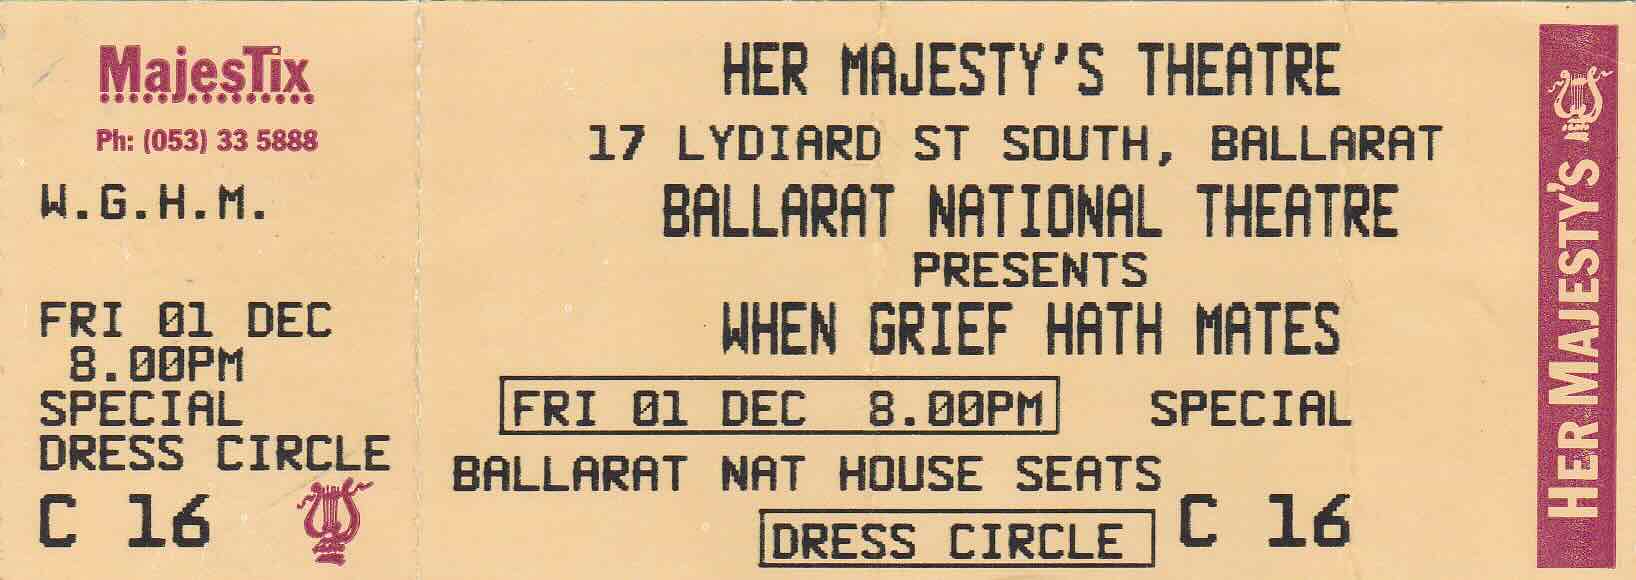 MajesTix
Ph: (053) 33 5888
W.G.H.M.
FRI 01 DEC
8.00PM
SPECIAL
DRESS CIRCLE
C 16
HER MAJESTY'S THEATRE
17 LYDIARD ST SOUTH, BALLARAT
BALLARAT NATIONAL THEATRE
PRESENTS
WHEN GRIEF HATH MATES
FRI 01 DEC 8.00PM SPECIAL
BALLARAT NAT HOUSE SEATS
DRESS CIRCLE C 16
HER MAJESTY'S